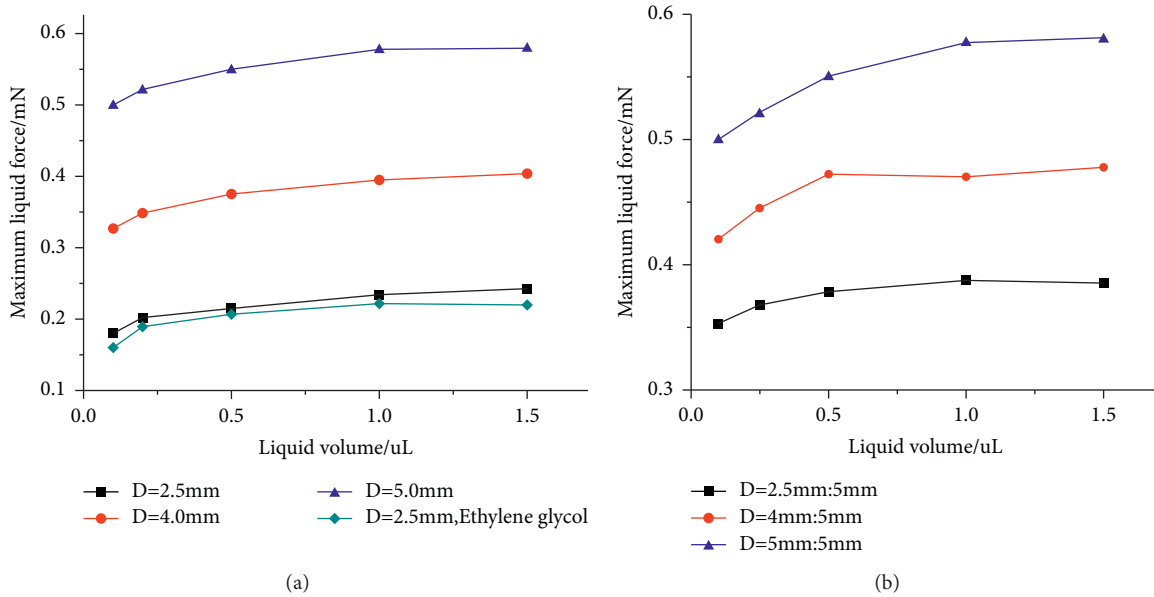 0.6
0.5
0.4
0.3
0.2
0.1
Maximum liquid force/mN
0.0
0.5
1.0
1.5
Liquid volume/uL
D=2.5mm
D=4.0mm
D=5.0mm
D=2.5mm,Ethylene glycol
(a)
0.6
0.5
0.4
0.3
Maximum liquid force/mN
0.0
0.5
1.0
1.5
Liquid volume/uL
D=2.5mm:5mm
D=4mm:5mm
D=5mm:5mm
(b)